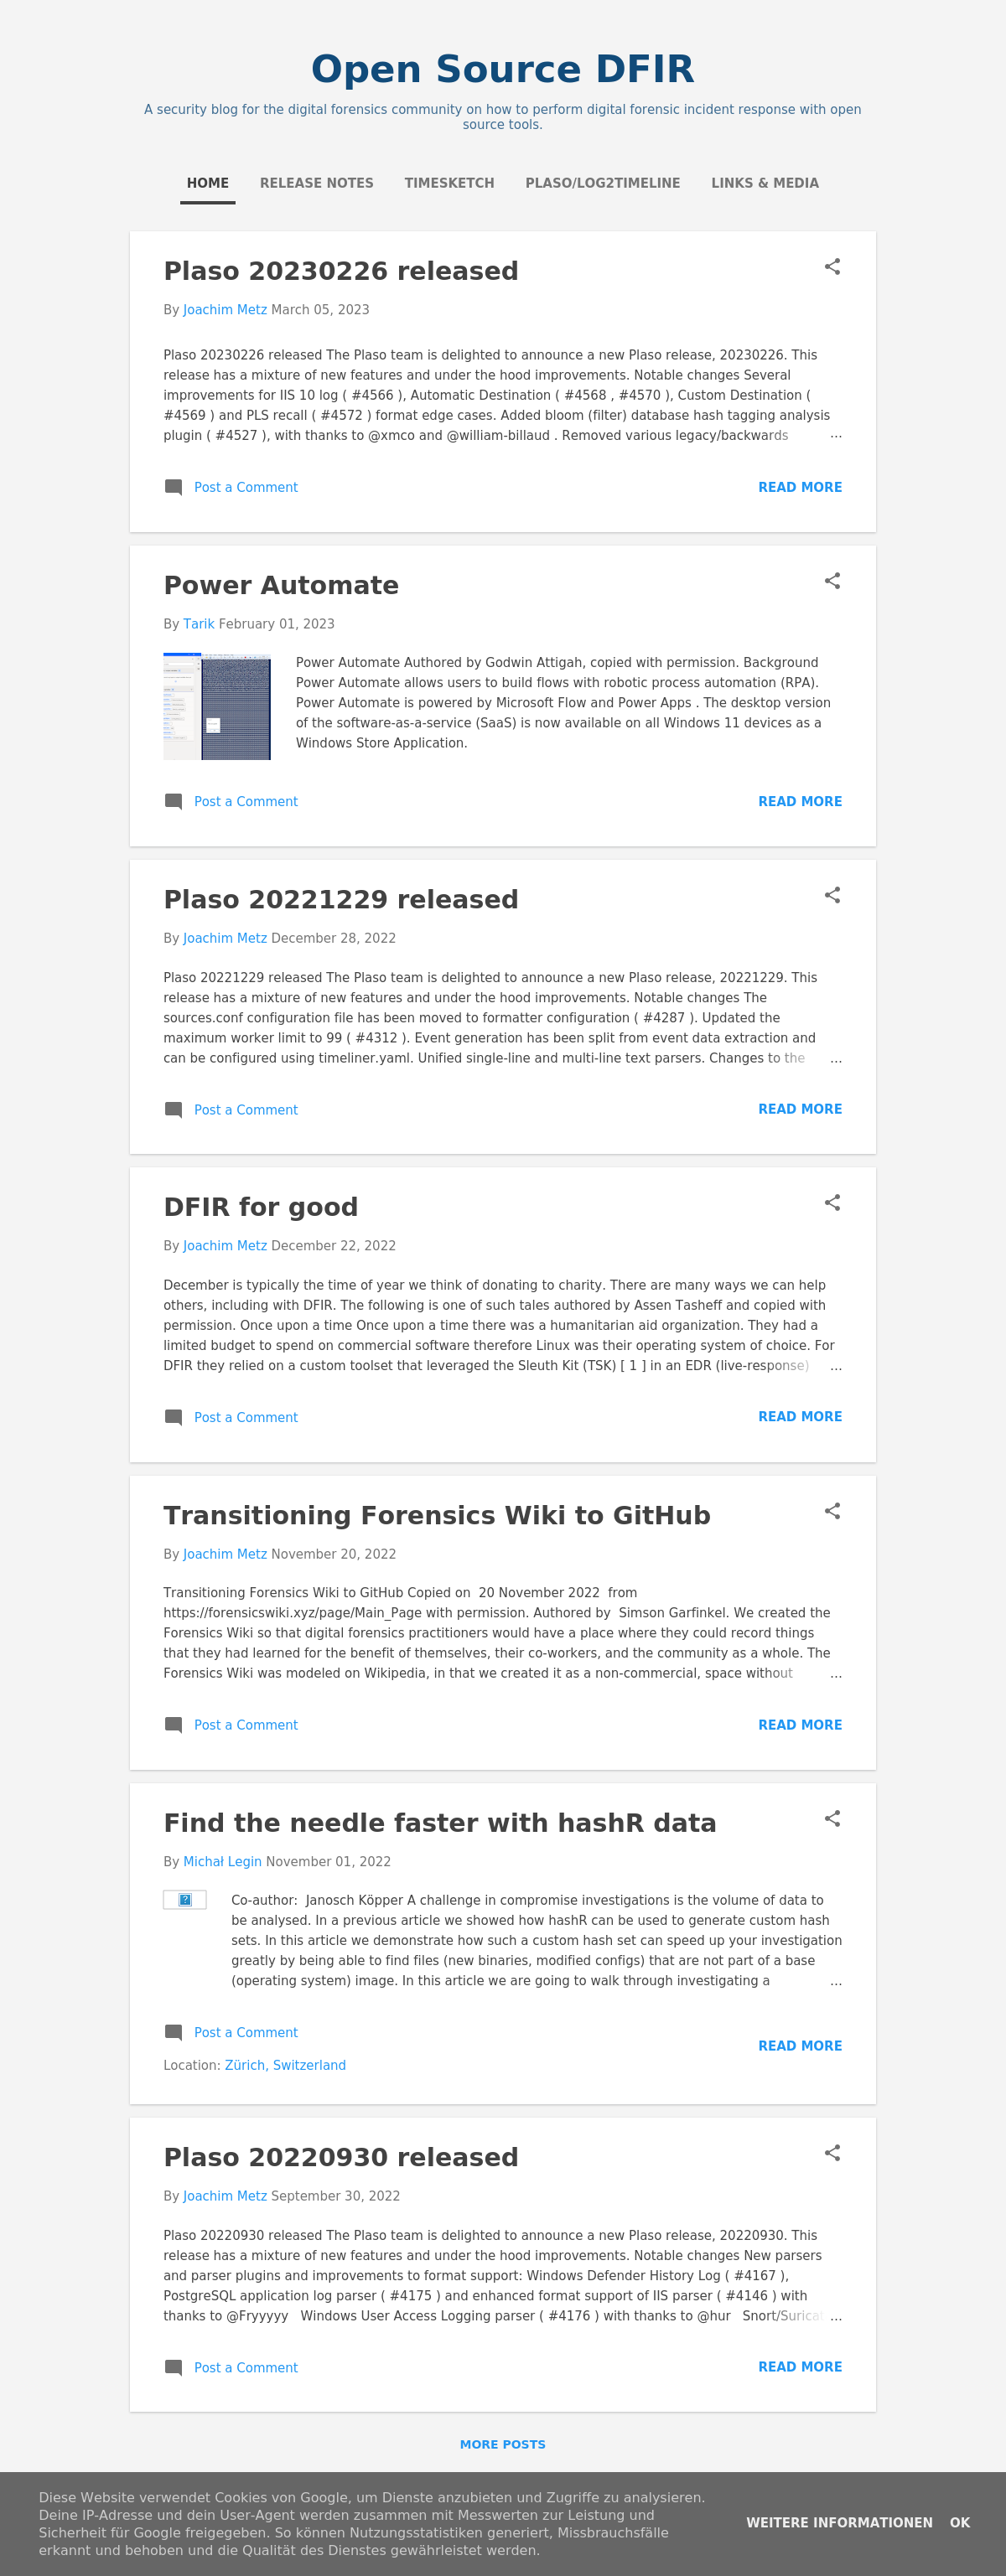 Open Source DFIR
A security blog for the digital forensics community on how to perform digital forensic incident response with open
source tools.
HOME RELEASE NOTES TIMESKETCH PLASO/LOG2TIMELINE LINKS & MEDIA
Plaso 20230226 released
By Joachim Metz March 05, 2023
Plaso 20230226 released The Plaso team is delighted to announce a new Plaso release, 20230226. This
release has a mixture of new features and under the hood improvements. Notable changes Several
improvements for IIS 10 log ( #4566 ), Automatic Destination ( #4568 , #4570 ), Custom Destination (
#4569 ) and PLS recall ( #4572 ) format edge cases. Added bloom (filter) database hash tagging analysis
plugin ( #4527 ), with thanks to @xmco and @william-billaud . Removed various legacy/backwards …
Post a Comment READ MORE
Power Automate
By Tarik February 01, 2023
Power Automate Authored by Godwin Attigah, copied with permission. Background
Power Automate allows users to build flows with robotic process automation (RPA).
Power Automate is powered by Microsoft Flow and Power Apps . The desktop version
of the software-as-a-service (SaaS) is now available on all Windows 11 devices as a
Windows Store Application.
Post a Comment READ MORE
Plaso 20221229 released
By Joachim Metz December 28, 2022
Plaso 20221229 released The Plaso team is delighted to announce a new Plaso release, 20221229. This
release has a mixture of new features and under the hood improvements. Notable changes The
sources.conf configuration file has been moved to formatter configuration ( #4287 ). Updated the
maximum worker limit to 99 ( #4312 ). Event generation has been split from event data extraction and
can be configured using timeliner.yaml. Unified single-line and multi-line text parsers. Changes to the …
Post a Comment READ MORE
DFIR for good
By Joachim Metz December 22, 2022
December is typically the time of year we think of donating to charity. There are many ways we can help
others, including with DFIR. The following is one of such tales authored by Assen Tasheff and copied with
permission. Once upon a time Once upon a time there was a humanitarian aid organization. They had a
limited budget to spend on commercial software therefore Linux was their operating system of choice. For
DFIR they relied on a custom toolset that leveraged the Sleuth Kit (TSK) [ 1 ] in an EDR (live-response) …
Post a Comment READ MORE
Transitioning Forensics Wiki to GitHub
By Joachim Metz November 20, 2022
Transitioning Forensics Wiki to GitHub Copied on 20 November 2022 from
https://forensicswiki.xyz/page/Main_Page with permission. Authored by Simson Garfinkel. We created the
Forensics Wiki so that digital forensics practitioners would have a place where they could record things
that they had learned for the benefit of themselves, their co-workers, and the community as a whole. The
Forensics Wiki was modeled on Wikipedia, in that we created it as a non-commercial, space without …
Post a Comment READ MORE
Find the needle faster with hashR data
By Michał Legin November 01, 2022
Co-author: Janosch Köpper A challenge in compromise investigations is the volume of data to
be analysed. In a previous article we showed how hashR can be used to generate custom hash
sets. In this article we demonstrate how such a custom hash set can speed up your investigation
greatly by being able to find files (new binaries, modified configs) that are not part of a base
(operating system) image. In this article we are going to walk through investigating a …
Post a Comment READ MORE
Location: Zürich, Switzerland
Plaso 20220930 released
By Joachim Metz September 30, 2022
Plaso 20220930 released The Plaso team is delighted to announce a new Plaso release, 20220930. This
release has a mixture of new features and under the hood improvements. Notable changes New parsers
and parser plugins and improvements to format support: Windows Defender History Log ( #4167 ),
PostgreSQL application log parser ( #4175 ) and enhanced format support of IIS parser ( #4146 ) with
thanks to @Fryyyyy Windows User Access Logging parser ( #4176 ) with thanks to @hur …
Post a Comment READ MORE
MORE POSTS
Diese Website verwendet Cookies von Google, um Dienste anzubieten und Zugriffe zu analysieren.
Deine IP-Adresse und dein User-Agent werden zusammen mit Messwerten zur Leistung und
Sicherheit für Google freigegeben. So können Nutzungsstatistiken generiert, Missbrauchsfälle
erkannt und behoben und die Qualität des Dienstes gewährleistet werden.
WEITERE INFORMATIONEN OK